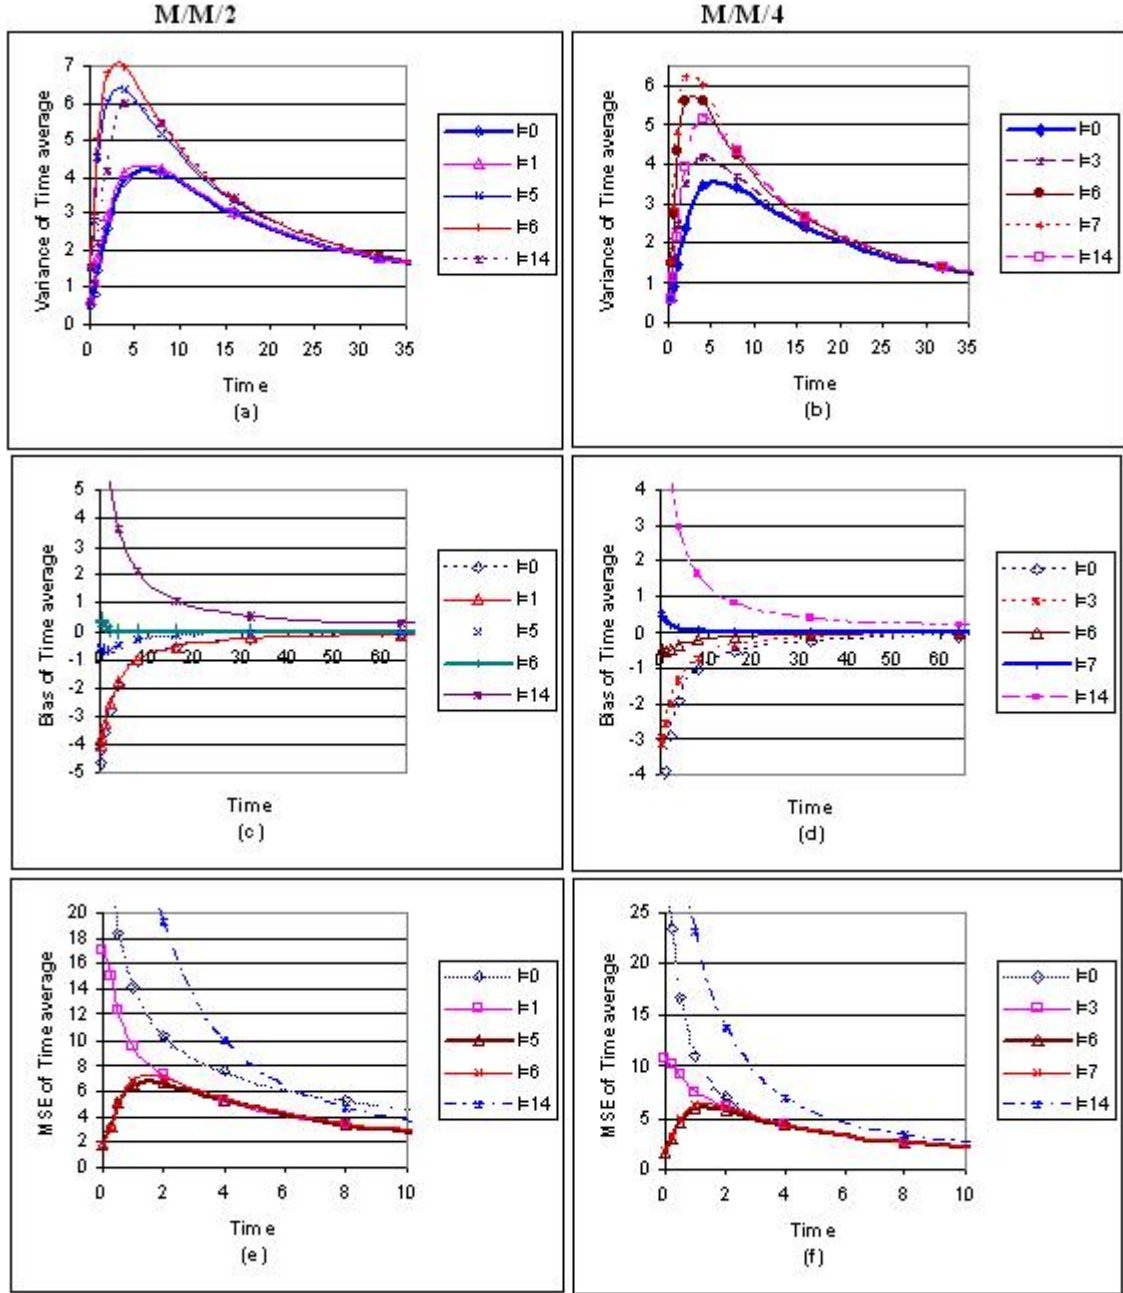 M/M/2
M/M/4
Variance of Time average
7
6
5
4
3
2
1
0
0 5 10 15 20 25 30 35
Time
(a)
I=0
I=1
I=5
I=6
I=14
Variance of Time average
6
5
4
3
2
1
0
0 5 10 15 20 25 30 35
Time
(b)
I=0
I=3
I=6
I=7
I=14
Bias of Time average
5
4
3
2
1
0
-1
-2
-3
-4
-5
0 10 20 30 40 50 60
Time
(c)
I=0
I=1
I=5
I=6
I=14
Bias of Time average
4
3
2
1
0
-1
-2
-3
-4
0 10 20 30 40 50 60
Time
(d)
I=0
I=3
I=6
I=7
I=14
MSE of Time average
20
18
16
14
12
10
8
6
4
2
0
0 2 4 6 8 10
Time
(e)
I=0
I=1
I=5
I=6
I=14
MSE of Time average
25
20
15
10
5
0
0 2 4 6 8 10
Time
(f)
I=0
I=3
I=6
I=7
I=14